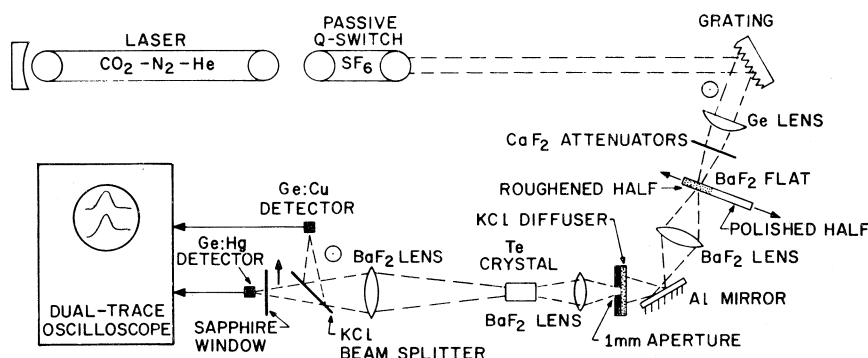 LASER
CO2-N2-He
PASSIVE
Q-SWITCH
SF6
GRATING
Ge LENS
CaF2 ATTENUATORS
BaF2 FLAT
ROUGHENED HALF
POLISHED HALF
KCl DIFFUSER
BaF2 LENS
Al MIRROR
1mm APERTURE
Te
CRYSTAL
BaF2 LENS
BaF2 LENS
Ge:Cu
DETECTOR
Ge:Hg
DETECTOR
DUAL-TRACE
OSCILLOSCOPE
SAPPHIRE
WINDOW
KCl
BEAM SPLITTER